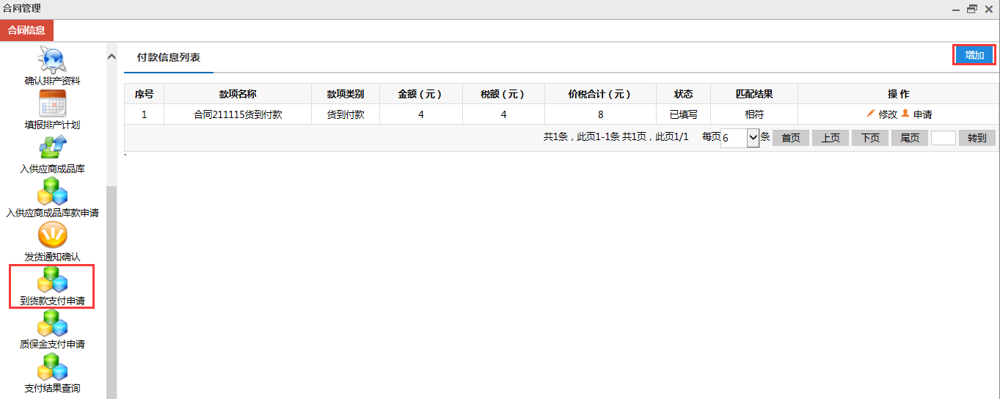 合同管理
合同信息
确认排产资料
填报排产计划
入供应商成品库
入供应商成品库款申请
发货通知确认
到货款支付申请
质保金支付申请
支付结果查询
付款信息列表
增加
序号 款项名称 款项类别 金额（元） 税额（元） 价税合计（元） 状态 匹配结果 操 作
1 合同211115货到付款 货到付款 4 4 8 已填写 相符 修改 申请
共1条，此页1-1条 共1页，此页1/1 每页 6 条 首页 上页 下页 尾页 转到
`